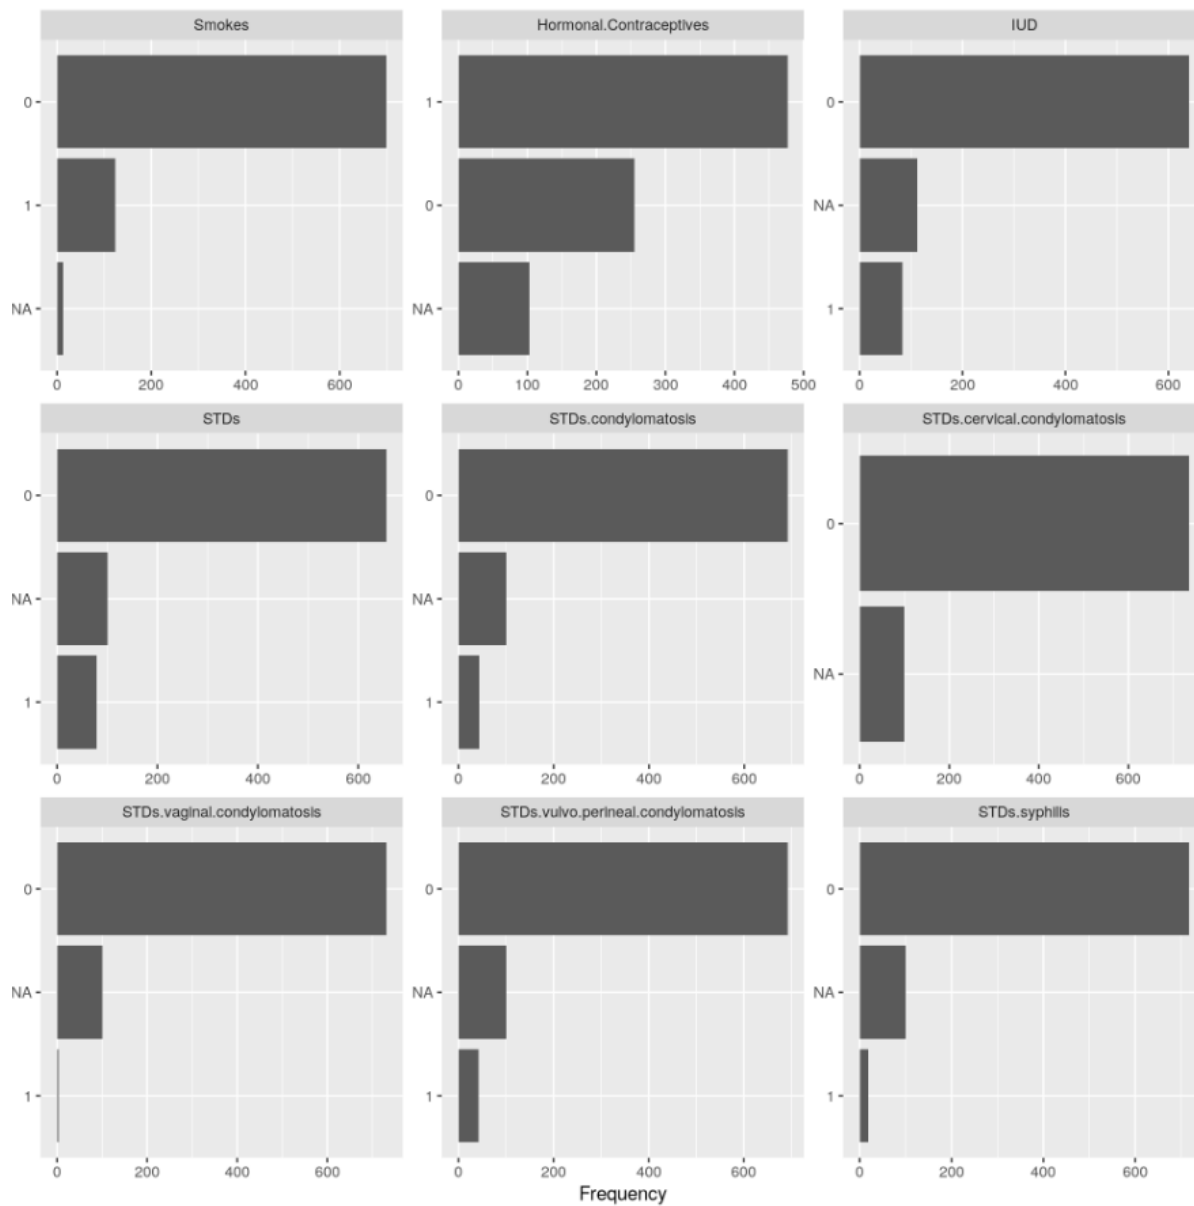 Smokes Hormonal.Contraceptives IUD
0 1 0
1 0 NA
NA NA 1
0 200 400 600 0 100 200 300 400 500 0 200 400 600
STDs STDs.condylomatosis STDs.cervical.condylomatosis
0 0 0
NA NA NA
1 1
0 200 400 600 0 200 400 600 0 200 400 600
STDs.vaginal.condylomatosis STDs.vulvo.perineal.condylomatosis STDs.syphilis
0 0 0
NA NA NA
1 1 1
0 200 400 600 0 200 400 600 0 200 400 600
Frequency